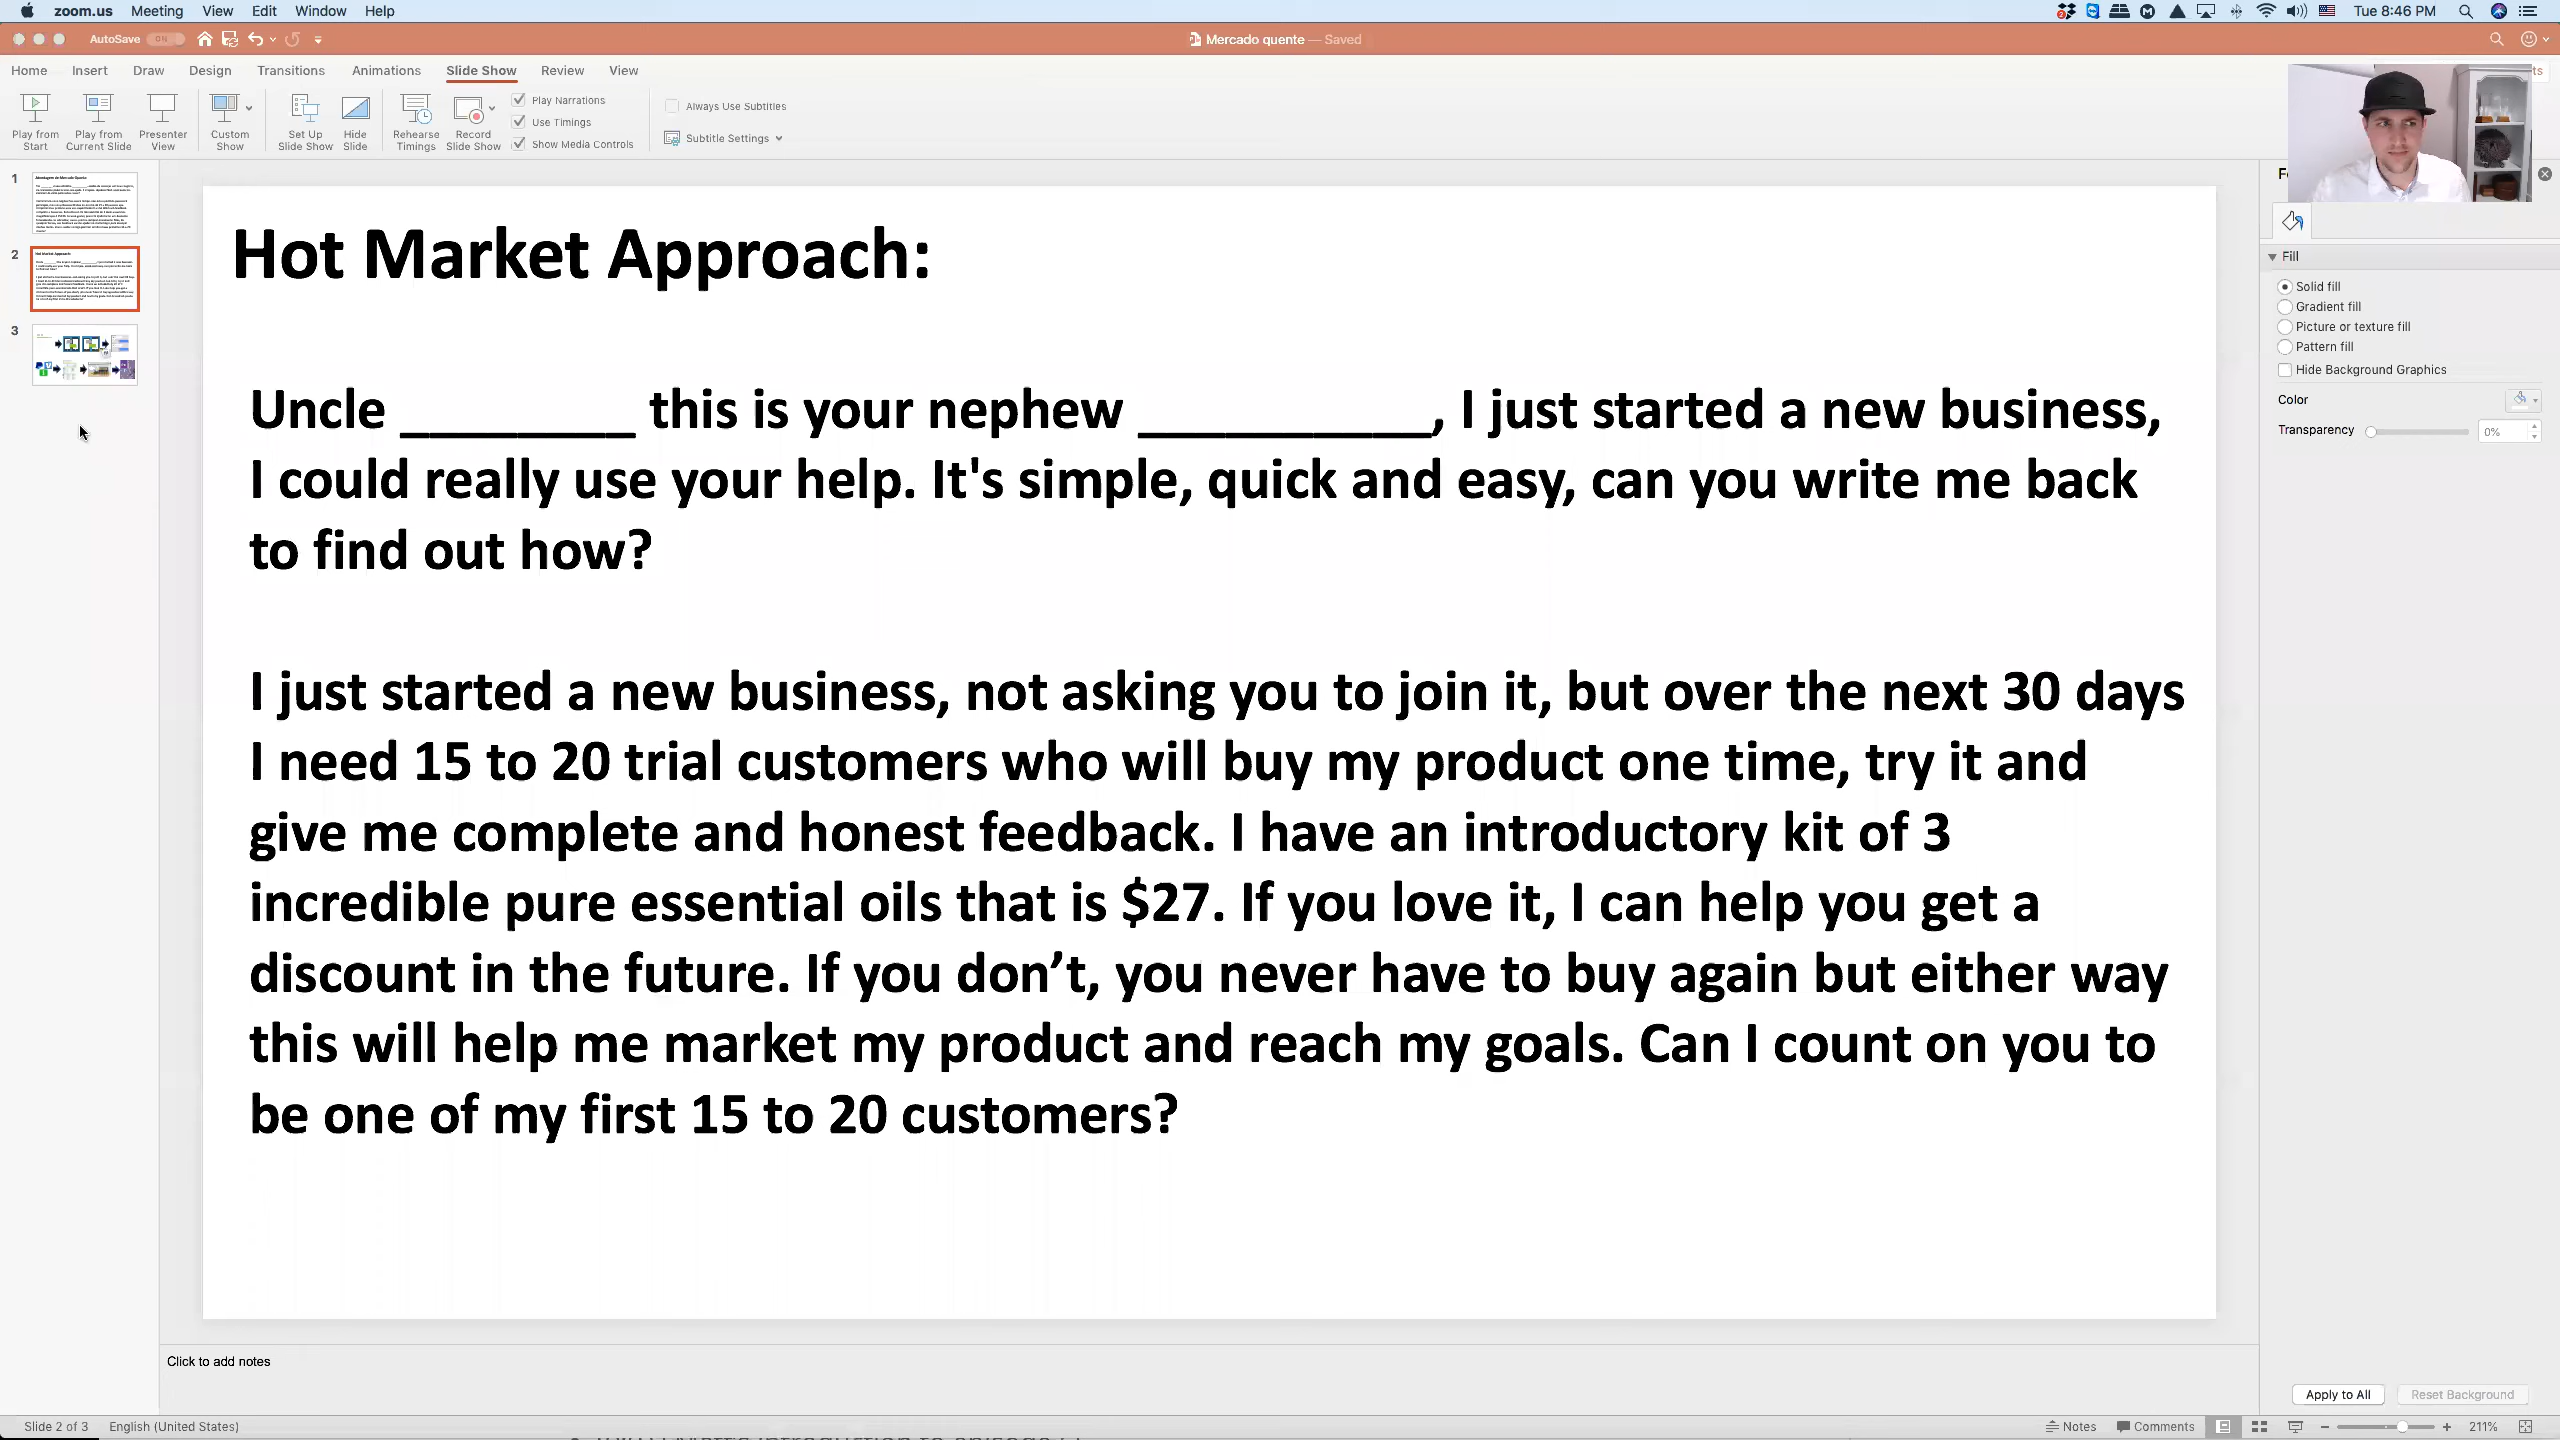 zoom.us Meeting View Edit Window Help
Tue 8:46 PM
AutoSave ON
Mercado quente — Saved
Home Insert Draw Design Transitions Animations Slide Show Review View
Play from Start
Play from Current Slide
Presenter View
Custom Show
Set Up Slide Show
Hide Slide
Rehearse Timings
Record Slide Show
Play Narrations
Use Timings
Show Media Controls
Always Use Subtitles
Subtitle Settings
1
2
3
Hot Market Approach:
Uncle ________ this is your nephew __________, I just started a new business,
I could really use your help. It's simple, quick and easy, can you write me back
to find out how?
I just started a new business, not asking you to join it, but over the next 30 days
I need 15 to 20 trial customers who will buy my product one time, try it and
give me complete and honest feedback. I have an introductory kit of 3
incredible pure essential oils that is $27. If you love it, I can help you get a
discount in the future. If you don’t, you never have to buy again but either way
this will help me market my product and reach my goals. Can I count on you to
be one of my first 15 to 20 customers?
Fill
Solid fill
Gradient fill
Picture or texture fill
Pattern fill
Hide Background Graphics
Color
Transparency 0%
Click to add notes
Apply to All Reset Background
Slide 2 of 3 English (United States)
Notes Comments 211%